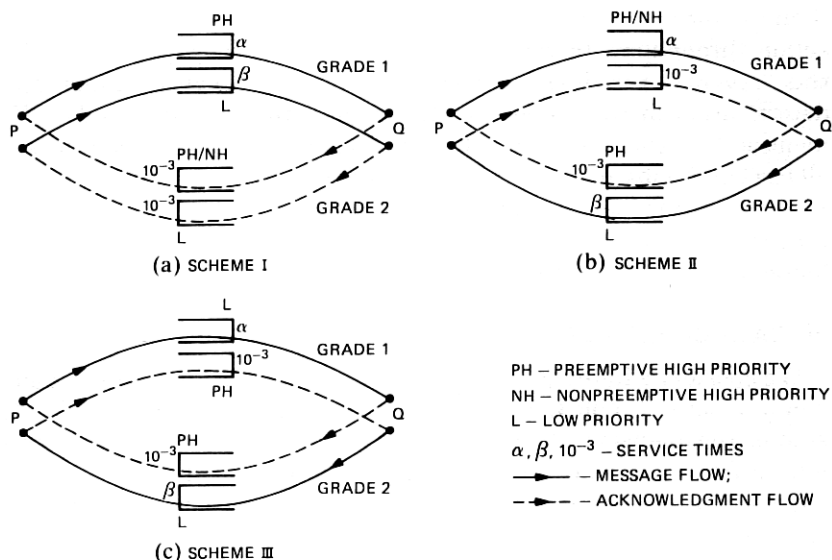 PH
α
GRADE 1
β
L
P
Q
PH/NH
10⁻³
10⁻³
GRADE 2
L
(a) SCHEME I
PH/NH
α
GRADE 1
10⁻³
L
P
Q
PH
10⁻³
β
GRADE 2
L
(b) SCHEME II
L
α
GRADE 1
10⁻³
PH
P
Q
PH
10⁻³
β
GRADE 2
L
(c) SCHEME III
PH – PREEMPTIVE HIGH PRIORITY
NH – NONPREEMPTIVE HIGH PRIORITY
L – LOW PRIORITY
α, β, 10⁻³ – SERVICE TIMES
– MESSAGE FLOW;
– ACKNOWLEDGMENT FLOW